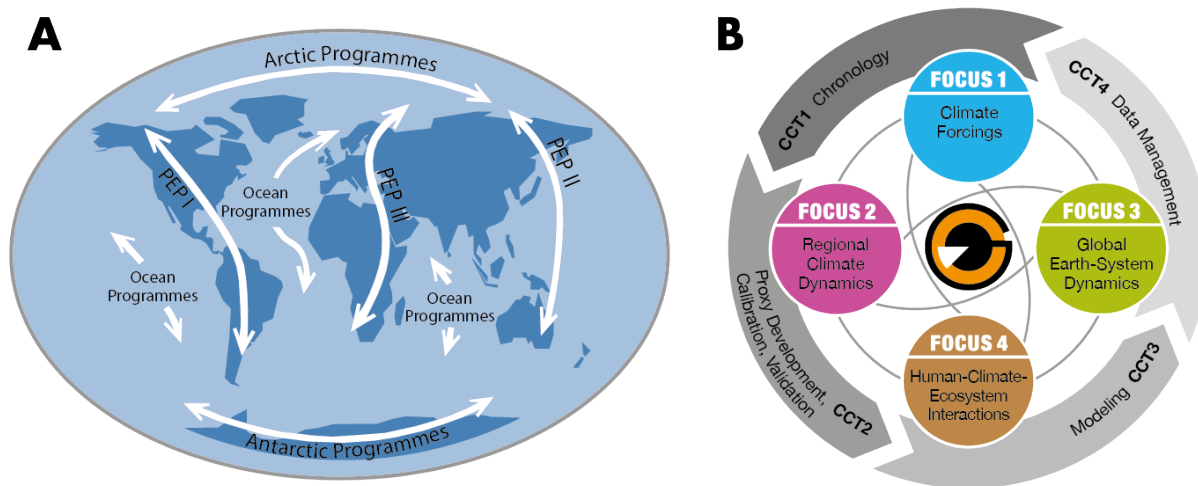 A
Arctic Programmes
PEP I
Ocean
Programmes
PEP III
PEP II
Ocean
Programmes
Ocean
Programmes
Antarctic Programmes
B
CCT1 Chronology
CCT4 Data Management
FOCUS 1
Climate
Forcings
FOCUS 2
Regional
Climate
Dynamics
FOCUS 3
Global
Earth-System
Dynamics
FOCUS 4
Human-Climate-
Ecosystem
Interactions
Proxy Development,
Calibration, Validation
CCT2
Modeling CCT3